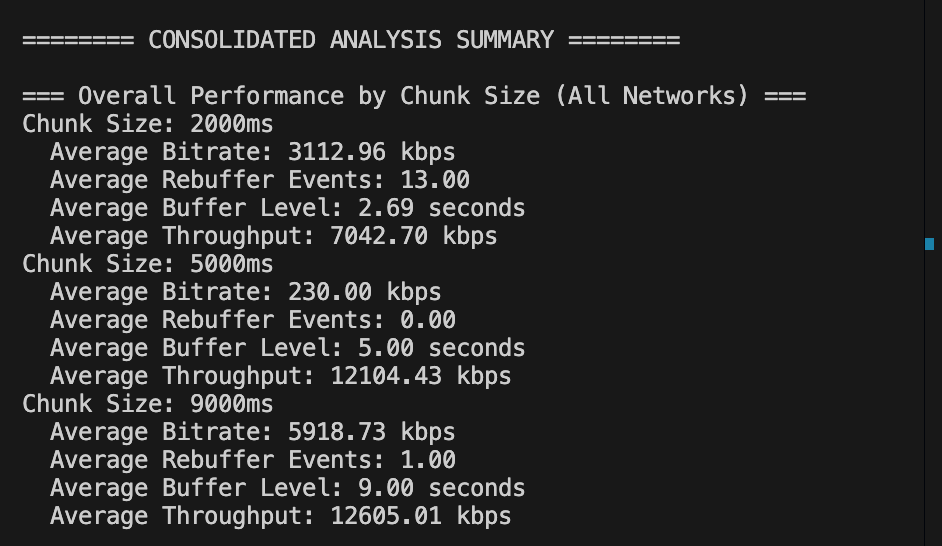 ======== CONSOLIDATED ANALYSIS SUMMARY ========
=== Overall Performance by Chunk Size (All Networks) ===
Chunk Size: 2000ms
  Average Bitrate: 3112.96 kbps
  Average Rebuffer Events: 13.00
  Average Buffer Level: 2.69 seconds
  Average Throughput: 7042.70 kbps
Chunk Size: 5000ms
  Average Bitrate: 230.00 kbps
  Average Rebuffer Events: 0.00
  Average Buffer Level: 5.00 seconds
  Average Throughput: 12104.43 kbps
Chunk Size: 9000ms
  Average Bitrate: 5918.73 kbps
  Average Rebuffer Events: 1.00
  Average Buffer Level: 9.00 seconds
  Average Throughput: 12605.01 kbps